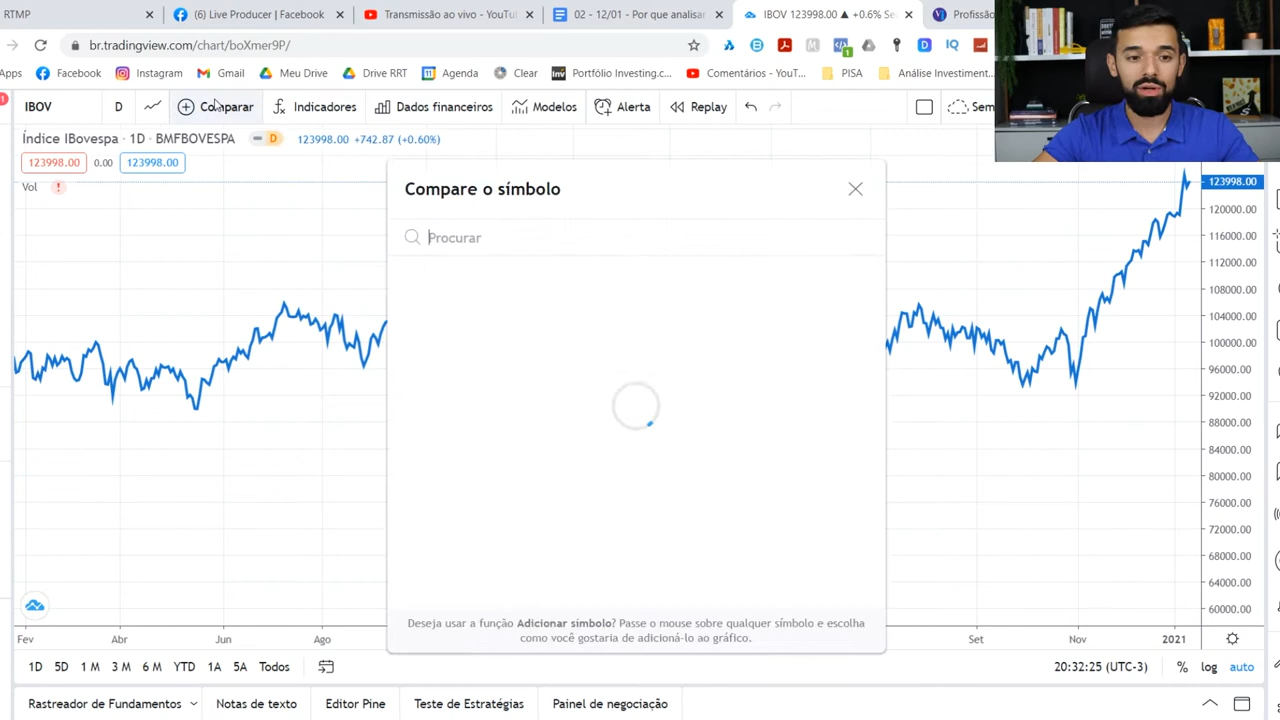 RTMP
(6) Live Producer | Facebook
Transmissão ao vivo - YouTu
02 - 12/01 - Por que analisar
IBOV 123998.00 ▲ +0.6% Se
Profissão
br.tradingview.com/chart/boXmer9P/
Apps
Facebook
Instagram
Gmail
Meu Drive
Drive RRT
Agenda
Clear
Portfólio Investing.c...
Comentários - YouT...
PISA
Análise Investiment...
IBOV
D
Comparar
Indicadores
Dados financeiros
Modelos
Alerta
Replay
Sem
Índice IBovespa · 1D · BMFBOVESPA
D
123998.00 +742.87 (+0.60%)
123998.00
0.00
123998.00
Vol
Compare o símbolo
Procurar
Deseja usar a função Adicionar símbolo? Passe o mouse sobre qualquer símbolo e escolha
como você gostaria de adicioná-lo ao gráfico.
123998.00
120000.00
116000.00
112000.00
108000.00
104000.00
100000.00
96000.00
92000.00
88000.00
84000.00
80000.00
76000.00
72000.00
68000.00
64000.00
60000.00
Fev
Abr
Jun
Ago
Set
Nov
2021
1D
5D
1 M
3 M
6 M
YTD
1A
5A
Todos
20:32:25 (UTC-3)
%
log
auto
Rastreador de Fundamentos
Notas de texto
Editor Pine
Teste de Estratégias
Painel de negociação